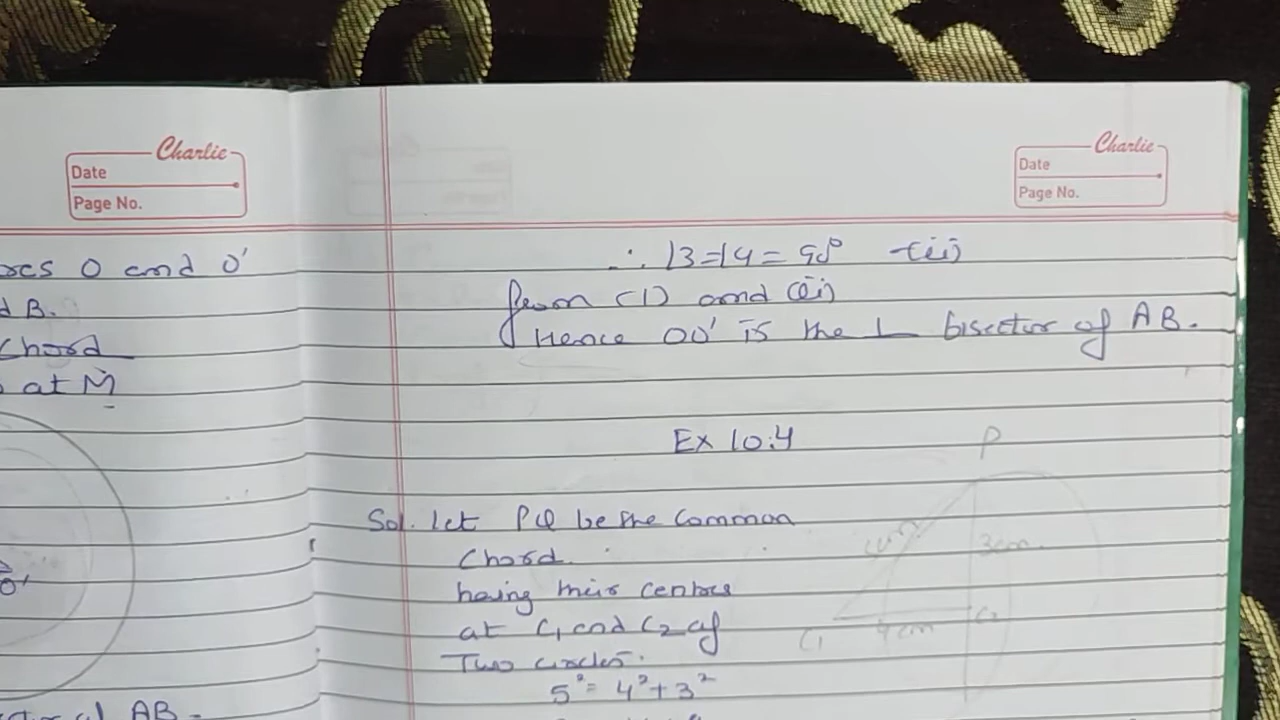 Charlie
Date
Page No.
res O and O'
d B.
Chord
at M
O'
AB
Charlie
Date
Page No.
∴ ∠3=∠4=90° -(ii)
from (1) and (ii)
Hence OO' is the ⊥ bisector of AB.
Ex 10.4
P
Sol. Let PQ be the Common
Chord.
having their centres
at C₁ and C₂ of
Two circles.
5²= 4²+3²
3cm
C₁
4cm
C₂